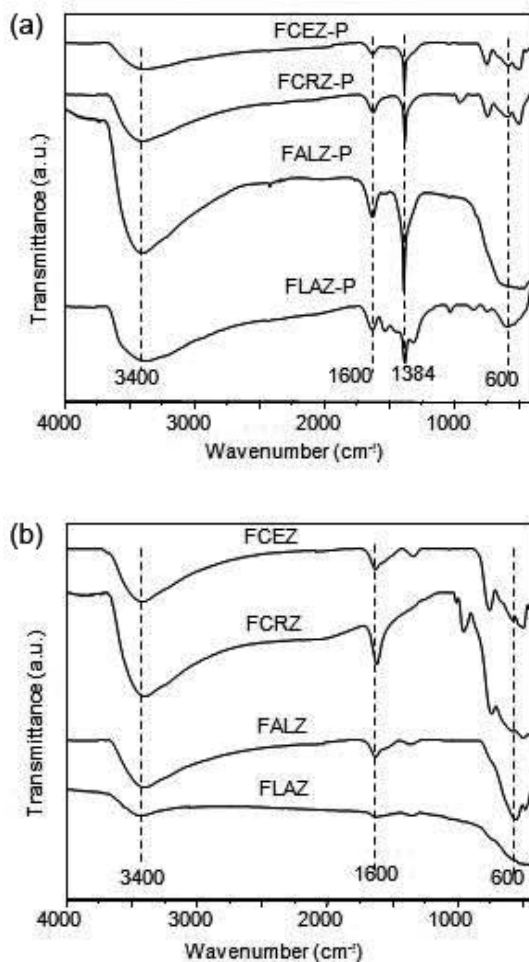 (a)
FCEZ-P
FCRZ-P
FALZ-P
FLAZ-P
Transmittance (a.u.)
3400
1600
1384
600
4000 3000 2000 1000
Wavenumber (cm⁻¹)
(b)
FCEZ
FCRZ
FALZ
FLAZ
Transmittance (a.u.)
3400
1600
600
4000 3000 2000 1000
Wavenumber (cm⁻¹)